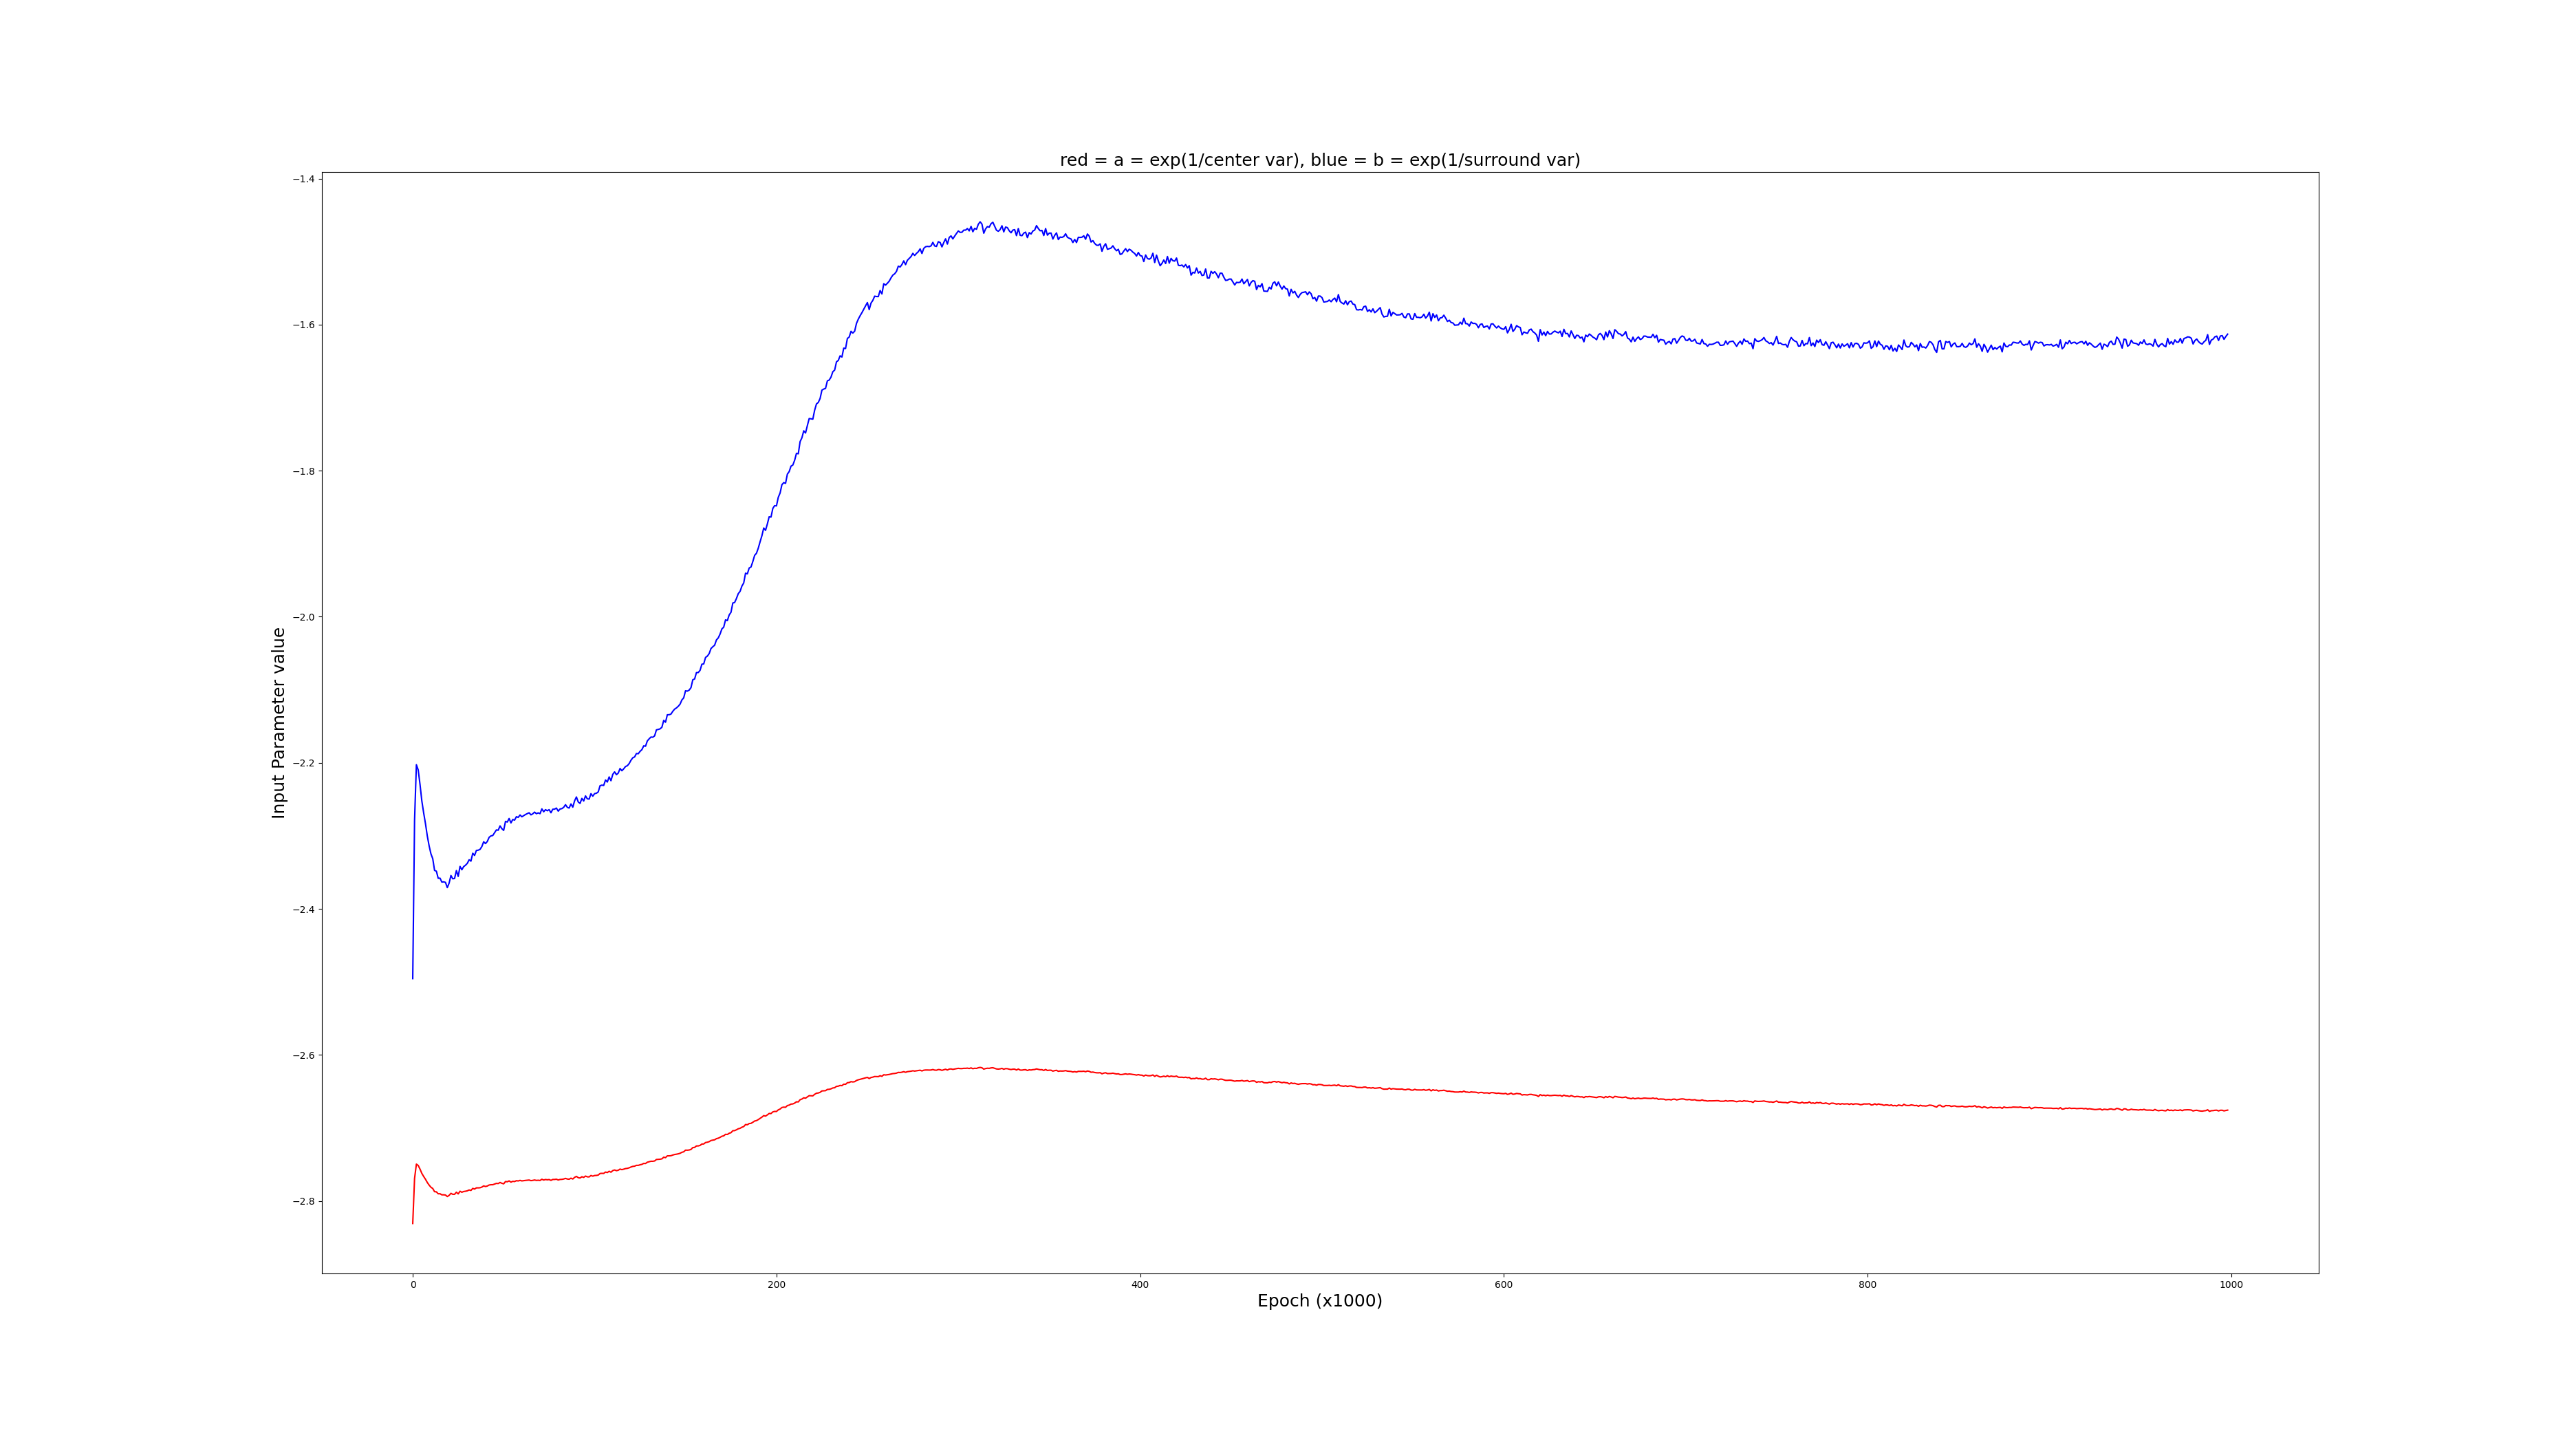 red = a = exp(1/center var), blue = b = exp(1/surround var)
−1.4
−1.6
−1.8
−2.0
−2.2
−2.4
−2.6
−2.8
Input Parameter value
0 200 400 600 800 1000
Epoch (x1000)